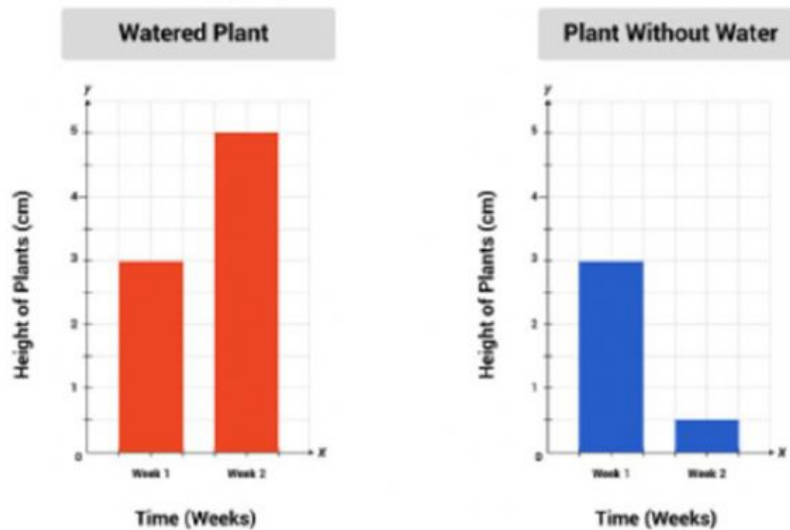 Watered Plant
y
5
4
3
2
1
0
Height of Plants (cm)
Week 1 Week 2
x
Time (Weeks)
Plant Without Water
y
5
4
3
2
1
0
Height of Plants (cm)
Week 1 Week 2
x
Time (Weeks)